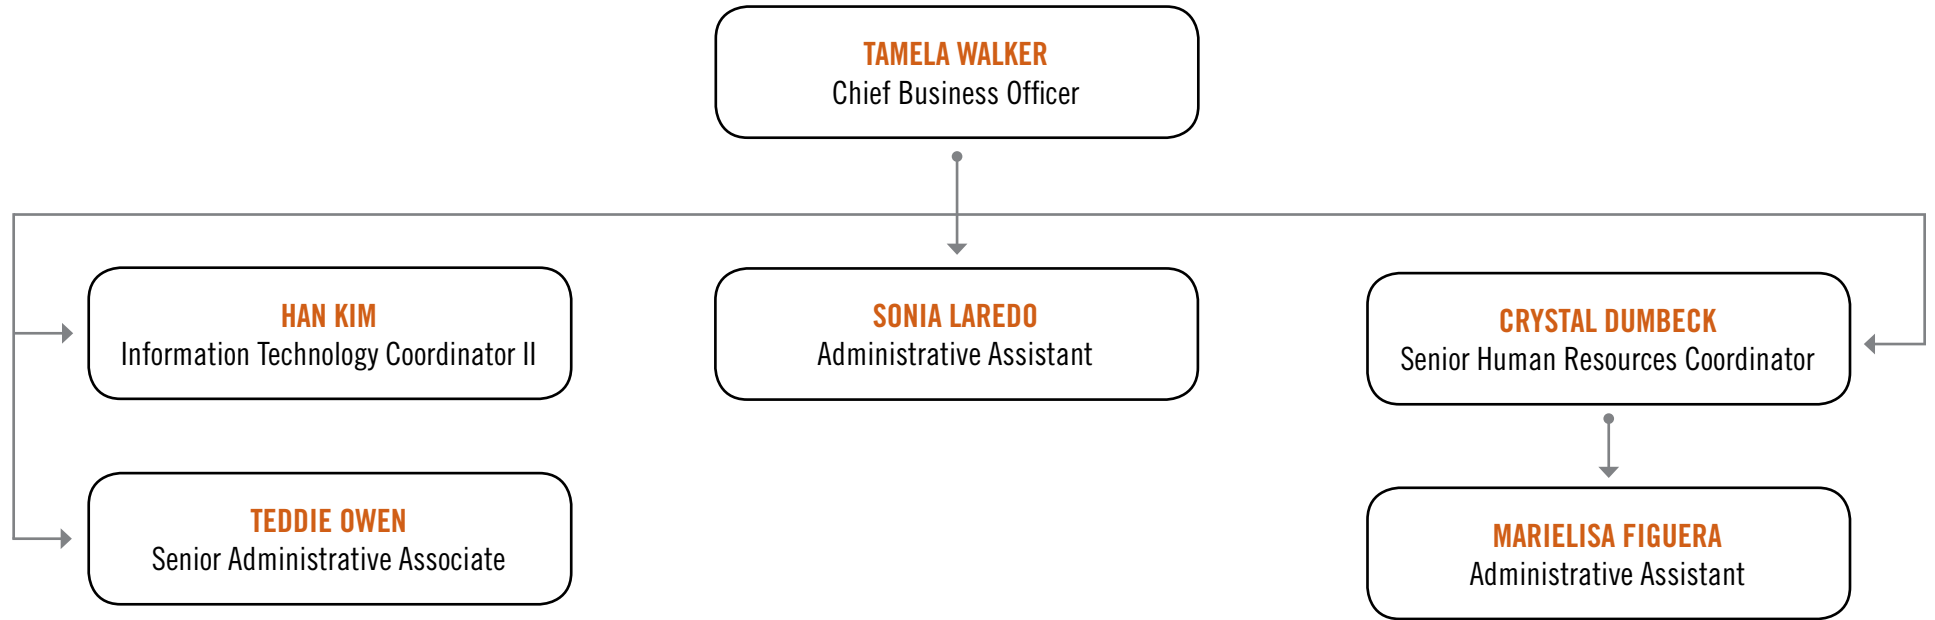 TAMELA WALKER
Chief Business Officer
HAN KIM
Information Technology Coordinator II
SONIA LAREDO
Administrative Assistant
CRYSTAL DUMBECK
Senior Human Resources Coordinator
TEDDIE OWEN
Senior Administrative Associate
MARIELISA FIGUERA
Administrative Assistant